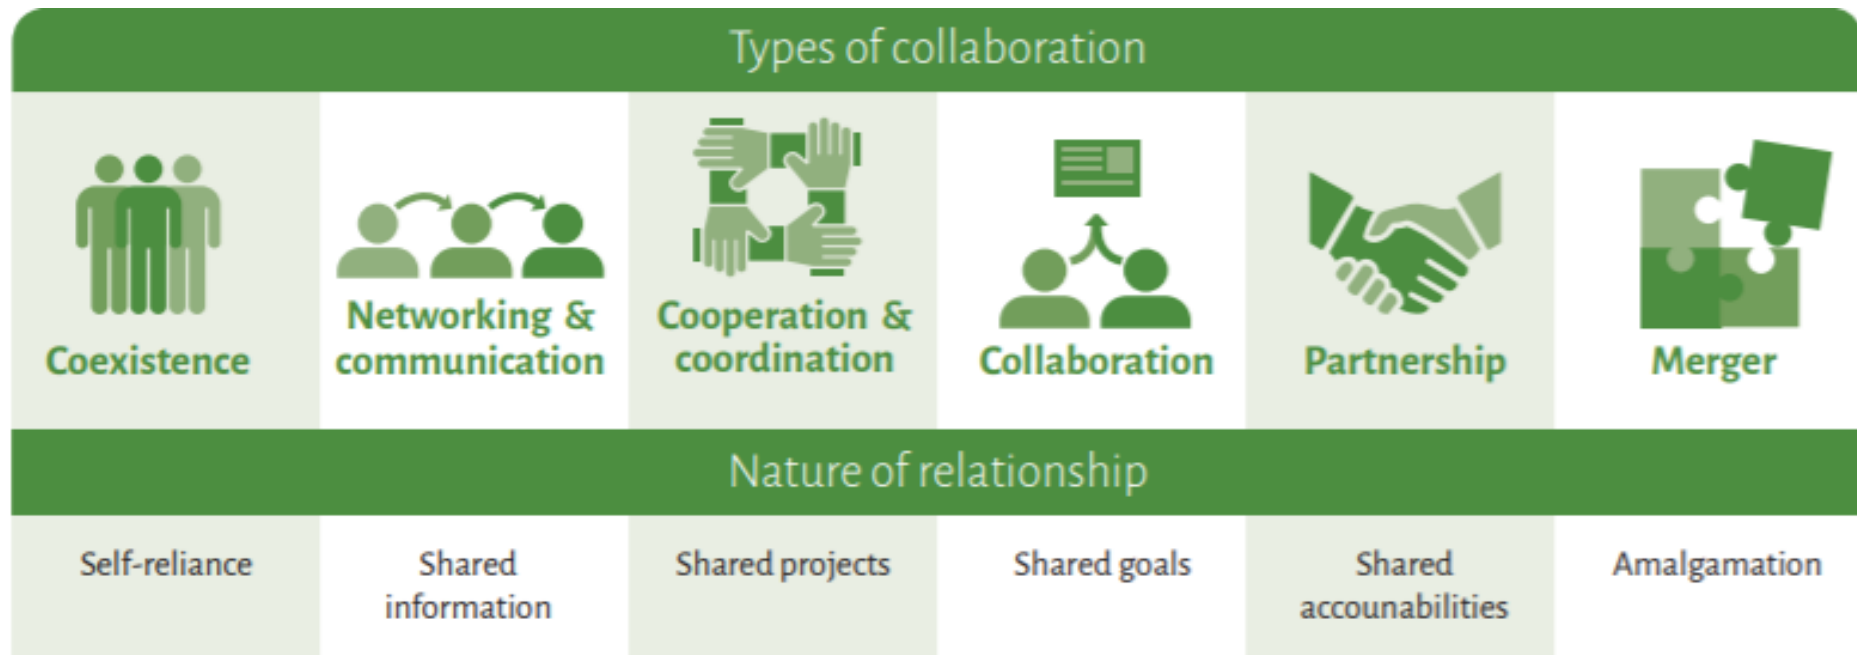 Types of collaboration
Coexistence
Networking &
communication
Cooperation &
coordination
Collaboration
Partnership
Merger
Nature of relationship
Self-reliance
Shared
information
Shared projects
Shared goals
Shared
accounabilities
Amalgamation